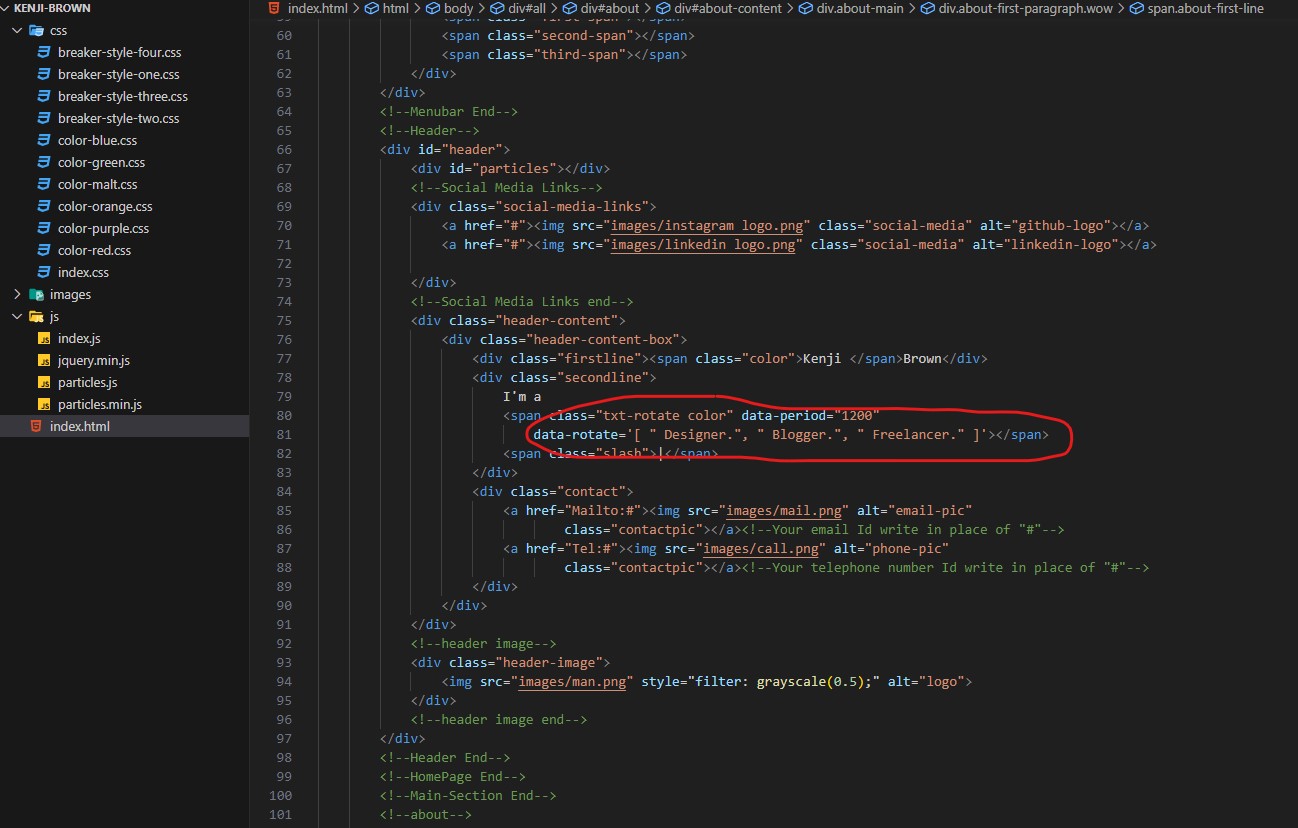 KENJI-BROWN
css
breaker-style-four.css
breaker-style-one.css
breaker-style-three.css
breaker-style-two.css
color-blue.css
color-green.css
color-malt.css
color-orange.css
color-purple.css
color-red.css
index.css
images
js
index.js
jquery.min.js
particles.js
particles.min.js
index.html
index.html > html > body > div#all > div#about > div#about-content > div.about-main > div.about-first-paragraph.wow > span.about-first-line
59 <span class="first-span"></span>
60 <span class="second-span"></span>
61 <span class="third-span"></span>
62 </div>
63 </div>
64 <!--Menubar End-->
65 <!--Header-->
66 <div id="header">
67 <div id="particles"></div>
68 <!--Social Media Links-->
69 <div class="social-media-links">
70 <a href="#"><img src="images/instagram_logo.png" class="social-media" alt="github-logo"></a>
71 <a href="#"><img src="images/linkedin_logo.png" class="social-media" alt="linkedin-logo"></a>
72
73 </div>
74 <!--Social Media Links end-->
75 <div class="header-content">
76 <div class="header-content-box">
77 <div class="firstline"><span class="color">Kenji </span>Brown</div>
78 <div class="secondline">
79 I'm a
80 <span class="txt-rotate color" data-period="1200"
81 data-rotate='[ " Designer.", " Blogger.", " Freelancer." ]'></span>
82 <span class="slash">|</span>
83 </div>
84 <div class="contact">
85 <a href="Mailto:#"><img src="images/mail.png" alt="email-pic"
86 class="contactpic"></a><!--Your email Id write in place of "#"-->
87 <a href="Tel:#"><img src="images/call.png" alt="phone-pic"
88 class="contactpic"></a><!--Your telephone number Id write in place of "#"-->
89 </div>
90 </div>
91 </div>
92 <!--header image-->
93 <div class="header-image">
94 <img src="images/man.png" style="filter: grayscale(0.5);" alt="logo">
95 </div>
96 <!--header image end-->
97 </div>
98 <!--Header End-->
99 <!--HomePage End-->
100 <!--Main-Section End-->
101 <!--about-->